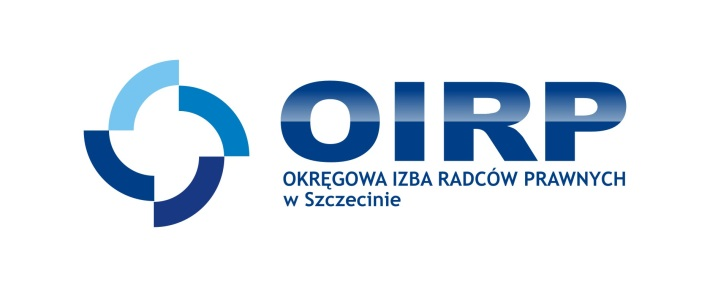 OIRP
OKRĘGOWA IZBA RADCÓW PRAWNYCH
w Szczecinie